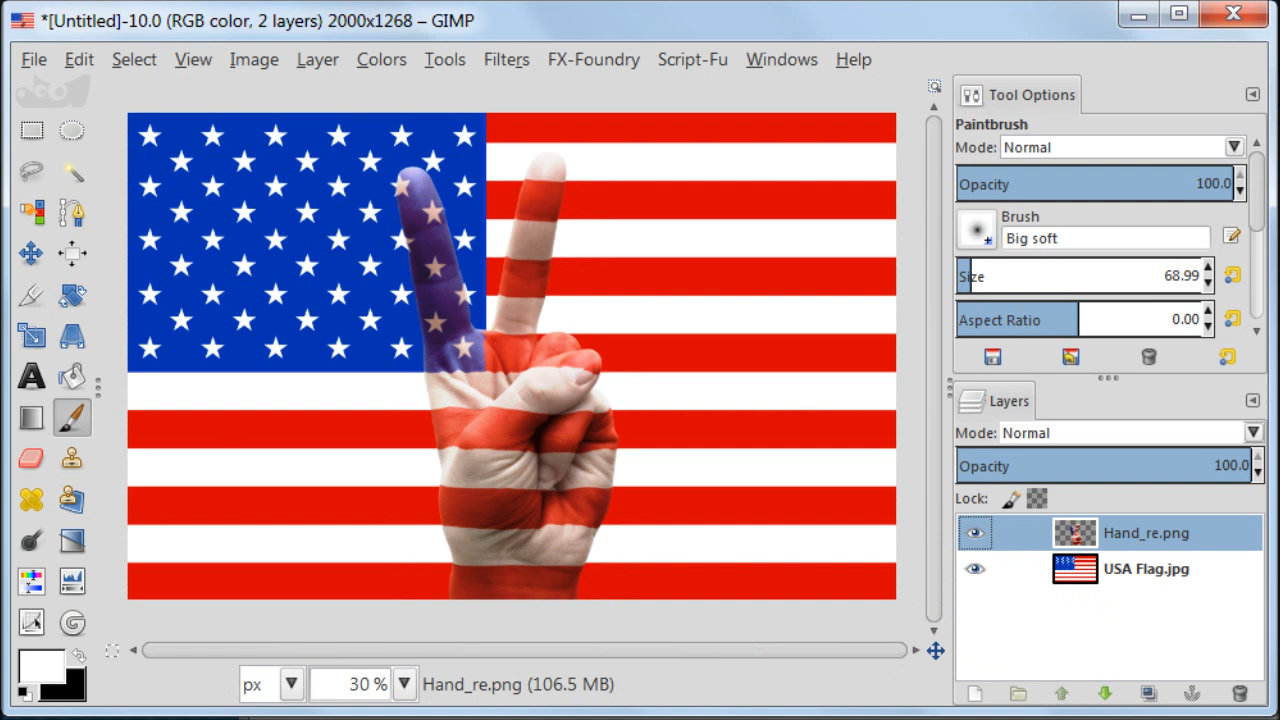 *[Untitled]-10.0 (RGB color, 2 layers) 2000x1268 – GIMP
File Edit Select View Image Layer Colors Tools Filters FX-Foundry Script-Fu Windows Help
Tool Options
Paintbrush
Mode: Normal
Opacity 100.0
Brush
Big soft
Size 68.99
Aspect Ratio 0.00
Layers
Mode: Normal
Opacity 100.0
Lock:
Hand_re.png
USA Flag.jpg
px 30 % Hand_re.png (106.5 MB)